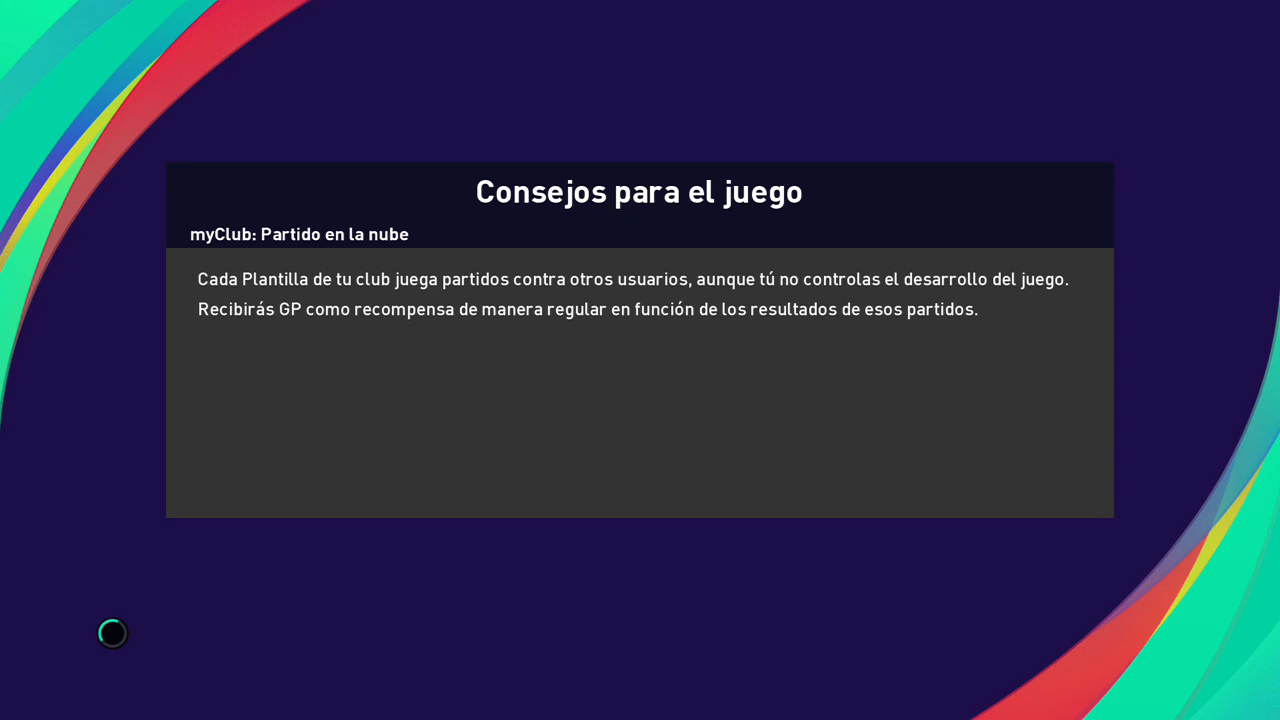 Consejos para el juego
myClub: Partido en la nube
Cada Plantilla de tu club juega partidos contra otros usuarios, aunque tú no controlas el desarrollo del juego.
Recibirás GP como recompensa de manera regular en función de los resultados de esos partidos.